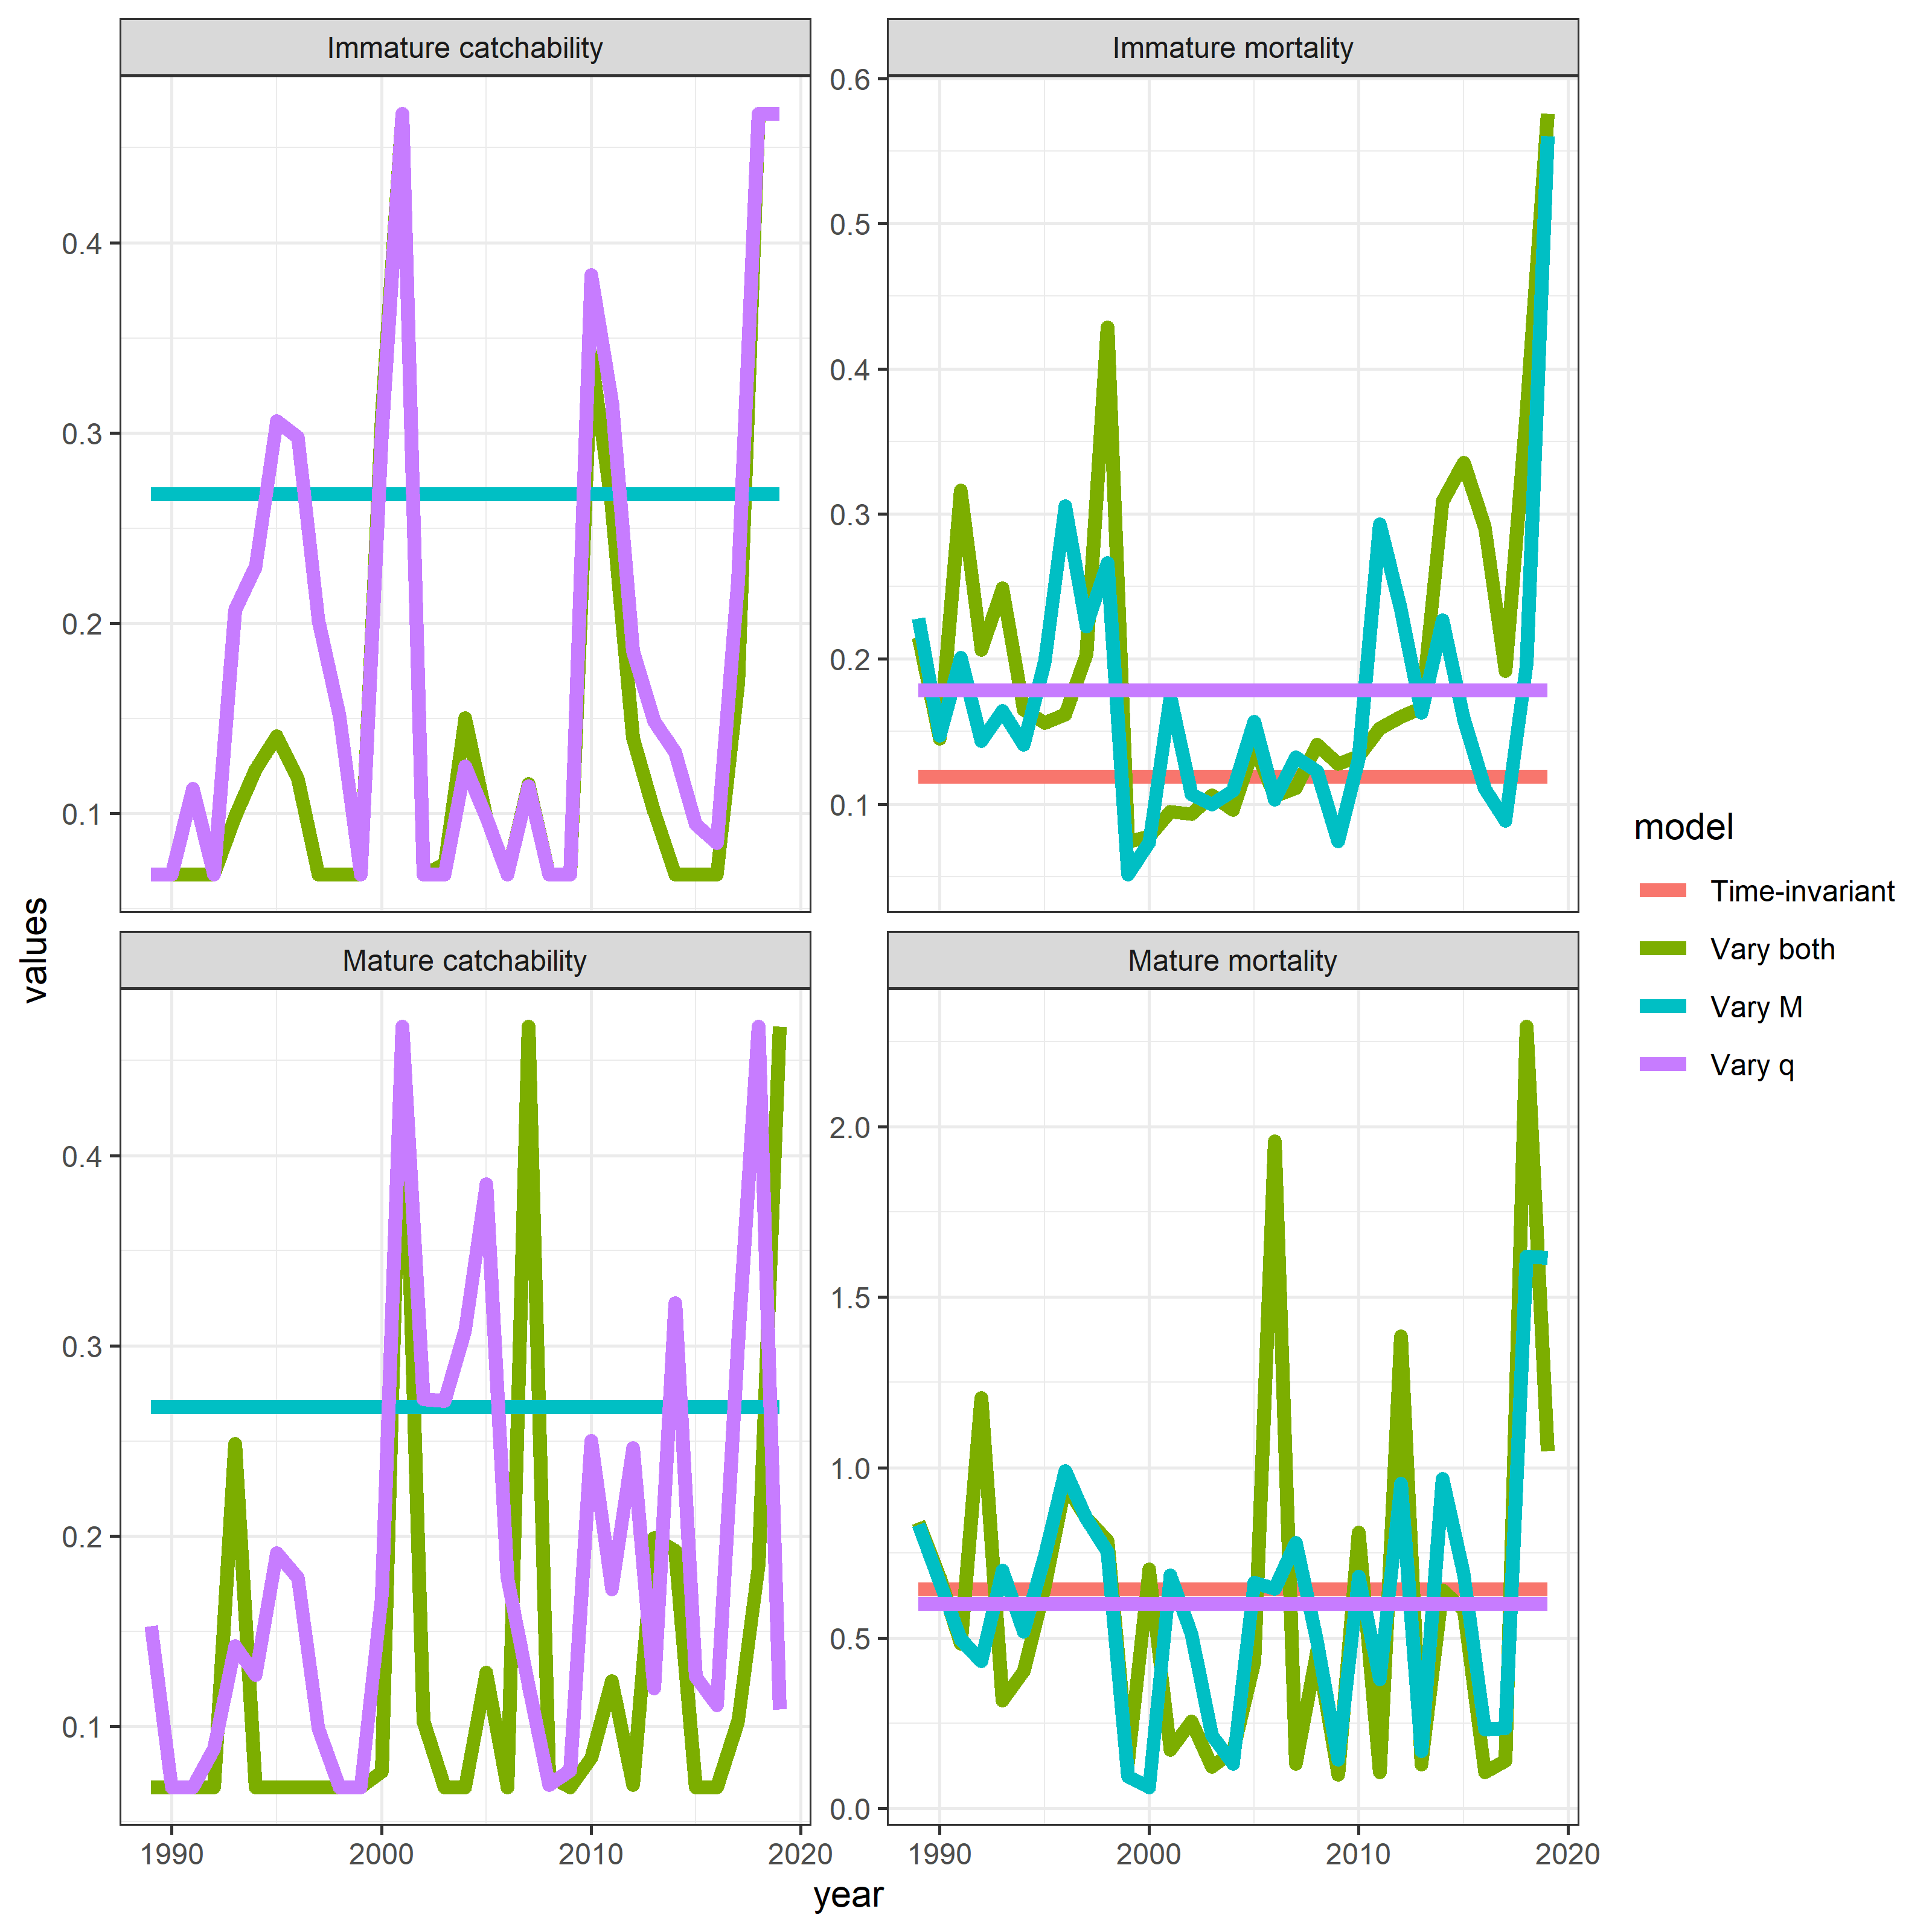 Immature catchability
Immature mortality
0.4
0.3
0.2
0.1
0.6
0.5
0.4
0.3
0.2
0.1
Mature catchability
Mature mortality
0.4
0.3
0.2
0.1
2.0
1.5
1.0
0.5
0.0
1990
2000
2010
2020
1990
2000
2010
2020
year
values
model
Time-invariant
Vary both
Vary M
Vary q